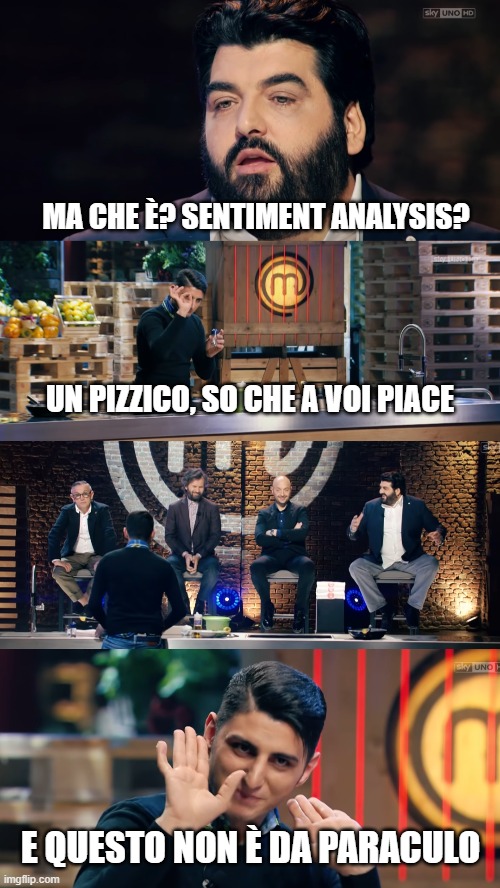 sky UNO HD
MA CHE È? SENTIMENT ANALYSIS?
UN PIZZICO, SO CHE A VOI PIACE
sky UNO H
E QUESTO NON È DA PARACULO
imgflip.com